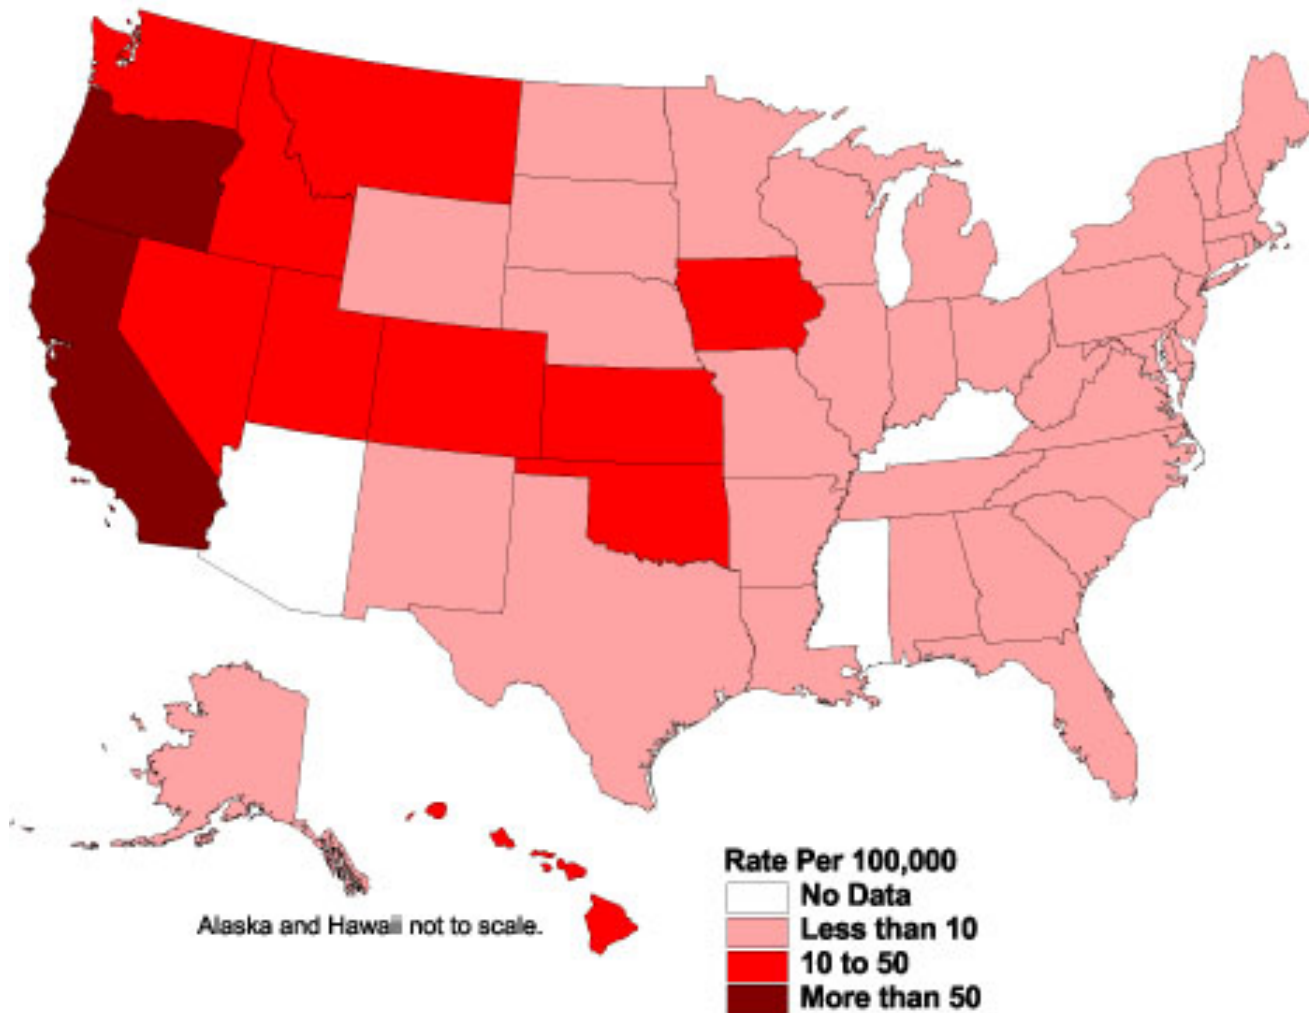 Alaska and Hawaii not to scale.
Rate Per 100,000
No Data
Less than 10
10 to 50
More than 50